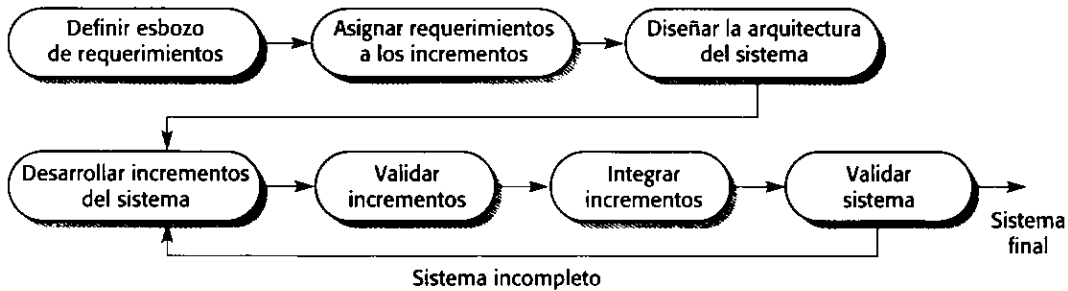 Definir esbozo
de requerimientos
Asignar requerimientos
a los incrementos
Diseñar la arquitectura
del sistema
Desarrollar incrementos
del sistema
Validar
incrementos
Integrar
incrementos
Validar
sistema
Sistema
final
Sistema incompleto